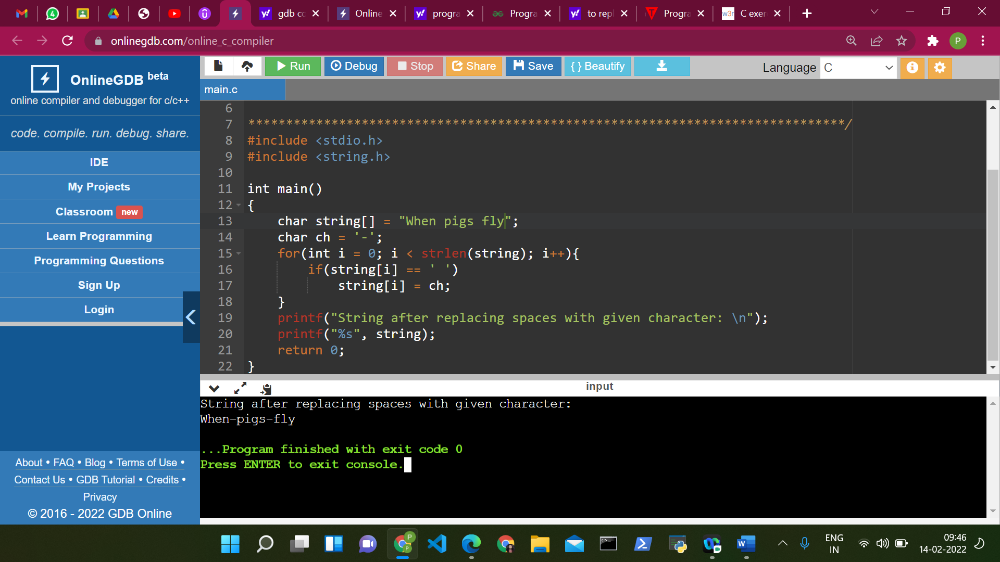 4
gdb cc
Online
progra
Progra
to repl
Progra
w3r
C exer
onlinegdb.com/online_c_compiler
P
OnlineGDB beta
online compiler and debugger for c/c++
code. compile. run. debug. share.
IDE
My Projects
Classroom new
Learn Programming
Programming Questions
Sign Up
Login
About • FAQ • Blog • Terms of Use •
Contact Us • GDB Tutorial • Credits •
Privacy
© 2016 - 2022 GDB Online
Run
Debug
Stop
Share
Save
{ } Beautify
Language C
main.c
6
7 *******************************************************************************/
8 #include <stdio.h>
9 #include <string.h>
10
11 int main()
12 {
13 char string[] = "When pigs fly";
14 char ch = '-';
15 for(int i = 0; i < strlen(string); i++){
16 if(string[i] == ' ')
17 string[i] = ch;
18 }
19 printf("String after replacing spaces with given character: \n");
20 printf("%s", string);
21 return 0;
22 }
input
String after replacing spaces with given character:
When-pigs-fly
...Program finished with exit code 0
Press ENTER to exit console.
ENG
IN
09:46
14-02-2022